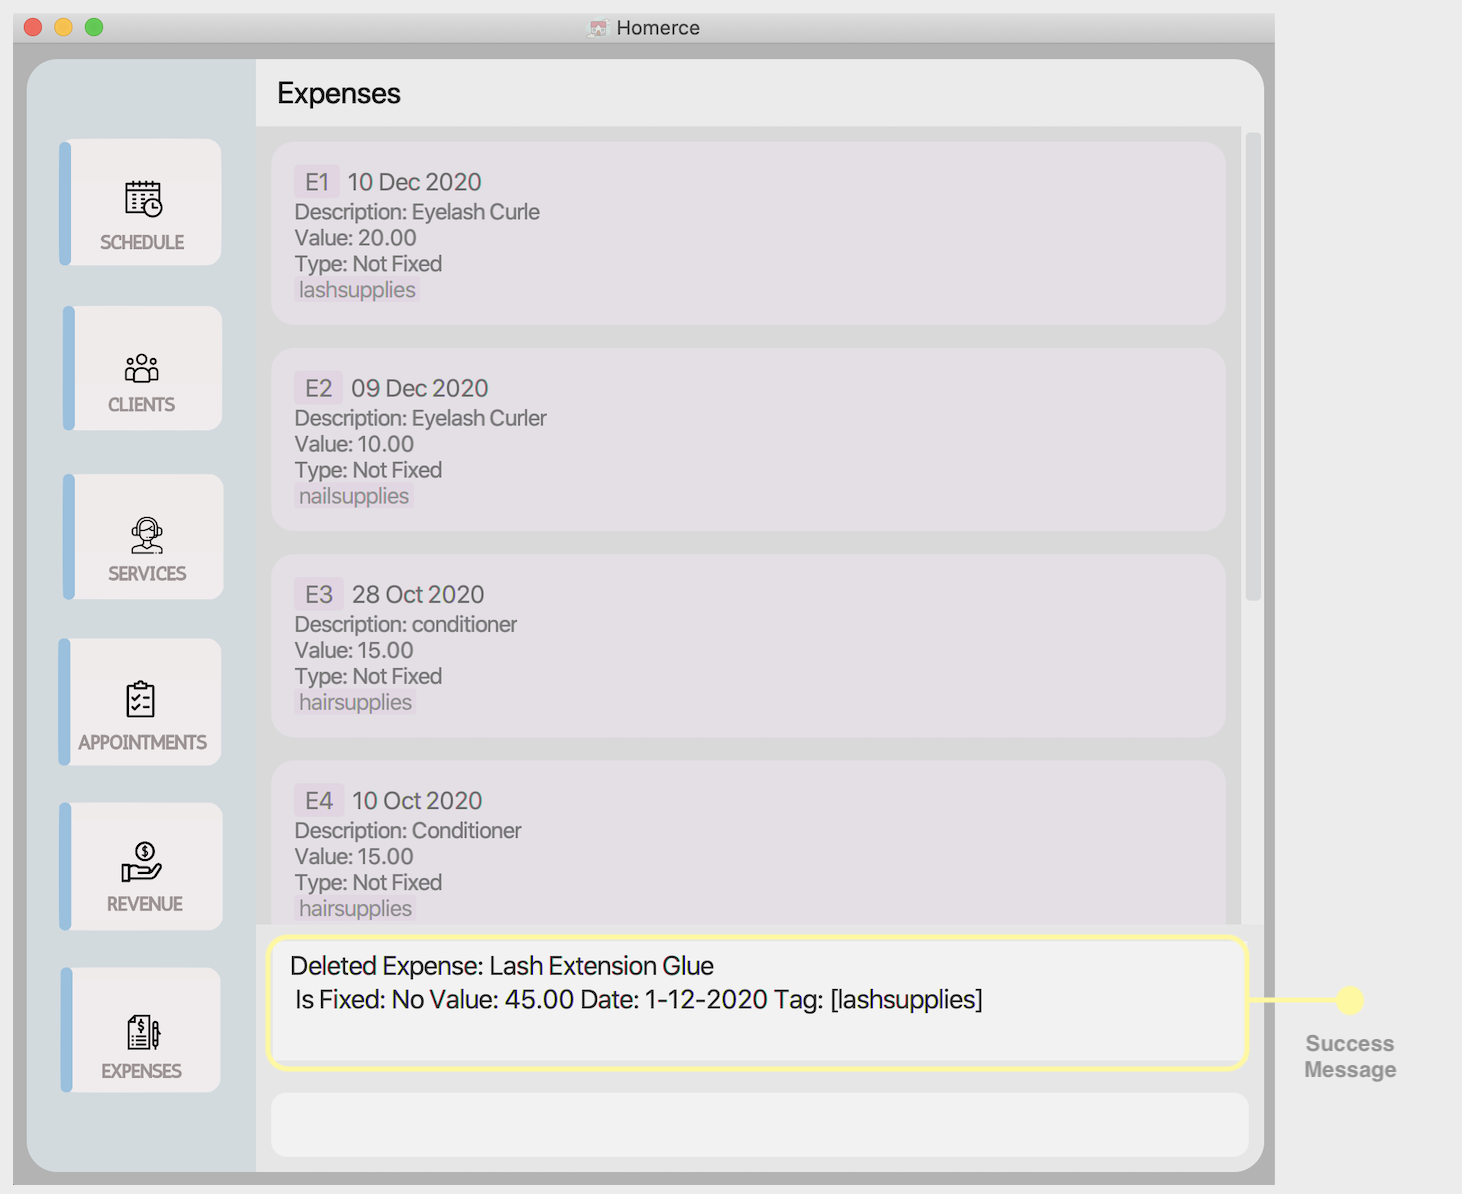 Homerce
Expenses
SCHEDULE
CLIENTS
SERVICES
APPOINTMENTS
REVENUE
EXPENSES
E1 10 Dec 2020
Description: Eyelash Curle
Value: 20.00
Type: Not Fixed
lashsupplies
E2 09 Dec 2020
Description: Eyelash Curler
Value: 10.00
Type: Not Fixed
nailsupplies
E3 28 Oct 2020
Description: conditioner
Value: 15.00
Type: Not Fixed
hairsupplies
E4 10 Oct 2020
Description: Conditioner
Value: 15.00
Type: Not Fixed
hairsupplies
Deleted Expense: Lash Extension Glue
Is Fixed: No Value: 45.00 Date: 1-12-2020 Tag: [lashsupplies]
Success
Message